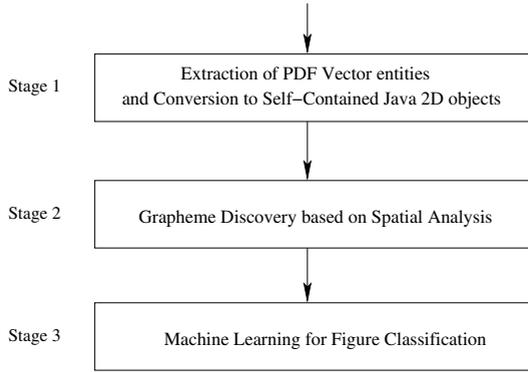 Stage 1
Extraction of PDF Vector entities
and Conversion to Self−Contained Java 2D objects
Stage 2
Grapheme Discovery based on Spatial Analysis
Stage 3
Machine Learning for Figure Classification